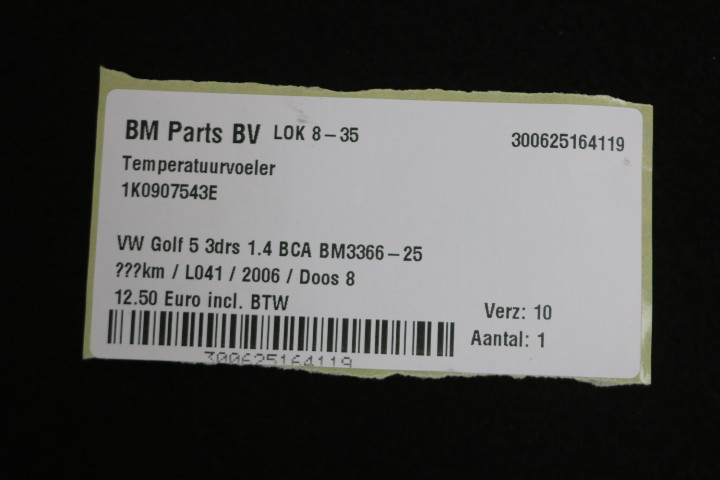 BM Parts BV LOK 8-35 300625164119
Temperatuurvoeler
1K0907543E
VW Golf 5 3drs 1.4 BCA BM3366-25
???km / L041 / 2006 / Doos 8
12.50 Euro incl. BTW
Verz: 10
Aantal: 1
300625164119